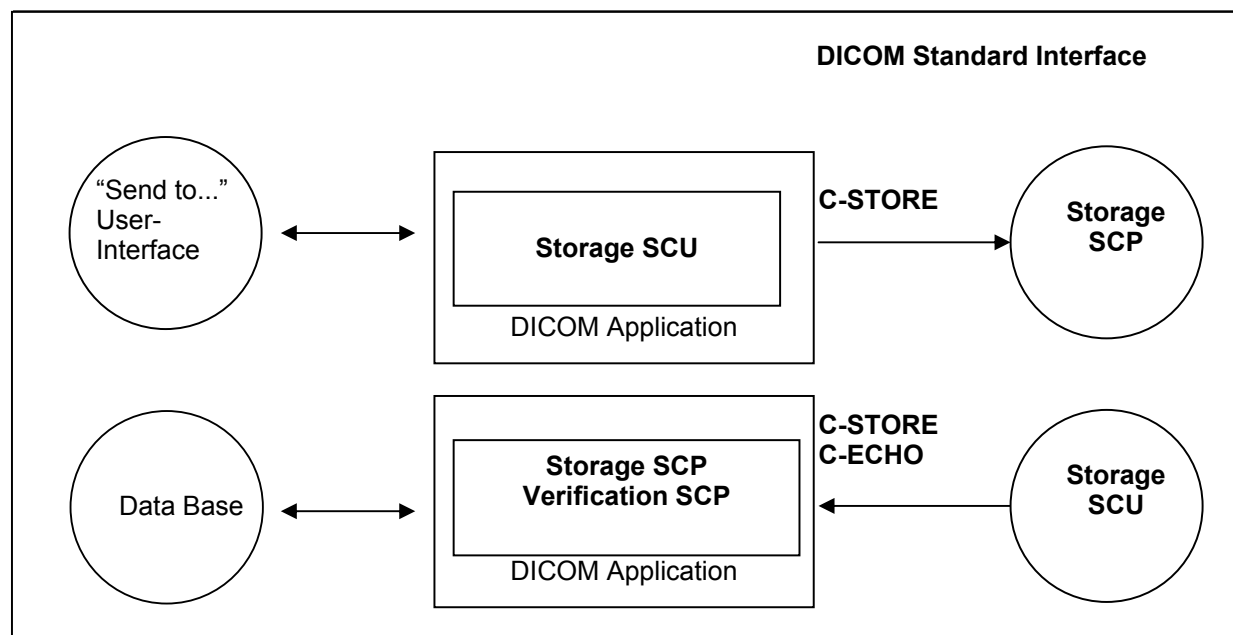 DICOM Standard Interface
“Send to...”
User-
Interface
Storage SCU
DICOM Application
C-STORE
Storage
SCP
Data Base
Storage SCP
Verification SCP
DICOM Application
C-STORE
C-ECHO
Storage
SCU